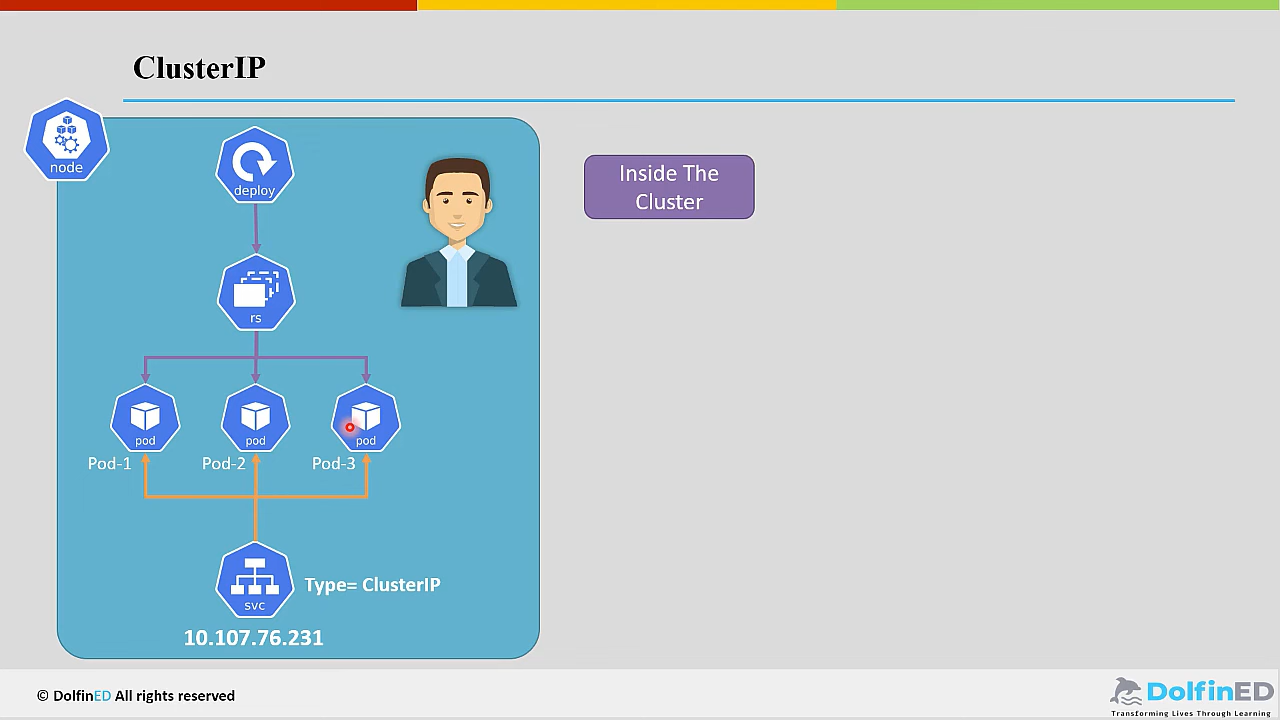 ClusterIP
node
deploy
Inside The
Cluster
rs
pod
pod
pod
Pod-1
Pod-2
Pod-3
svc
Type= ClusterIP
10.107.76.231
© DolfinED All rights reserved
DolfinED
Transforming Lives Through Learning